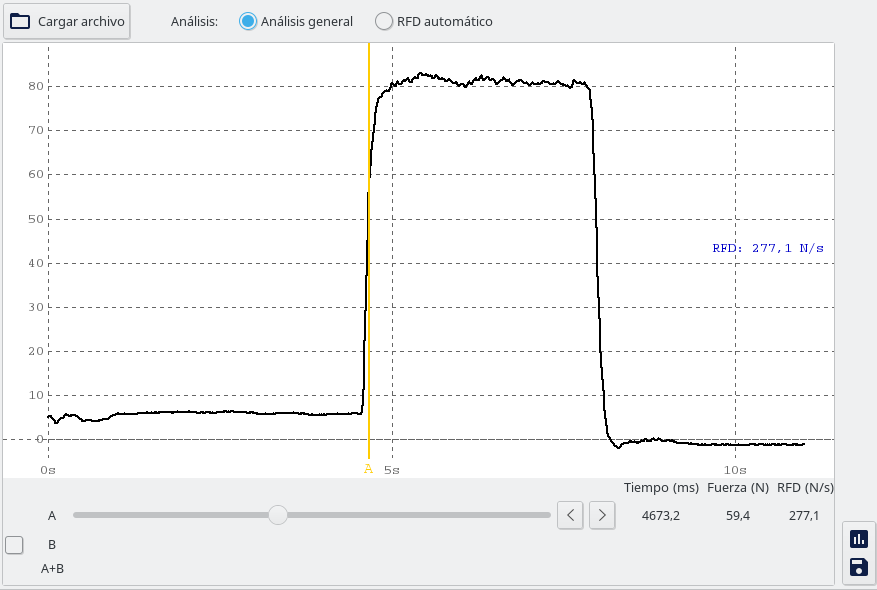 Cargar archivo Análisis: Análisis general RFD automático
80
70
60
50
RFD: 277,1 N/s
40
30
20
10
0
0s A 5s 10s
Tiempo (ms) Fuerza (N) RFD (N/s)
A 4673,2 59,4 277,1
B
A+B